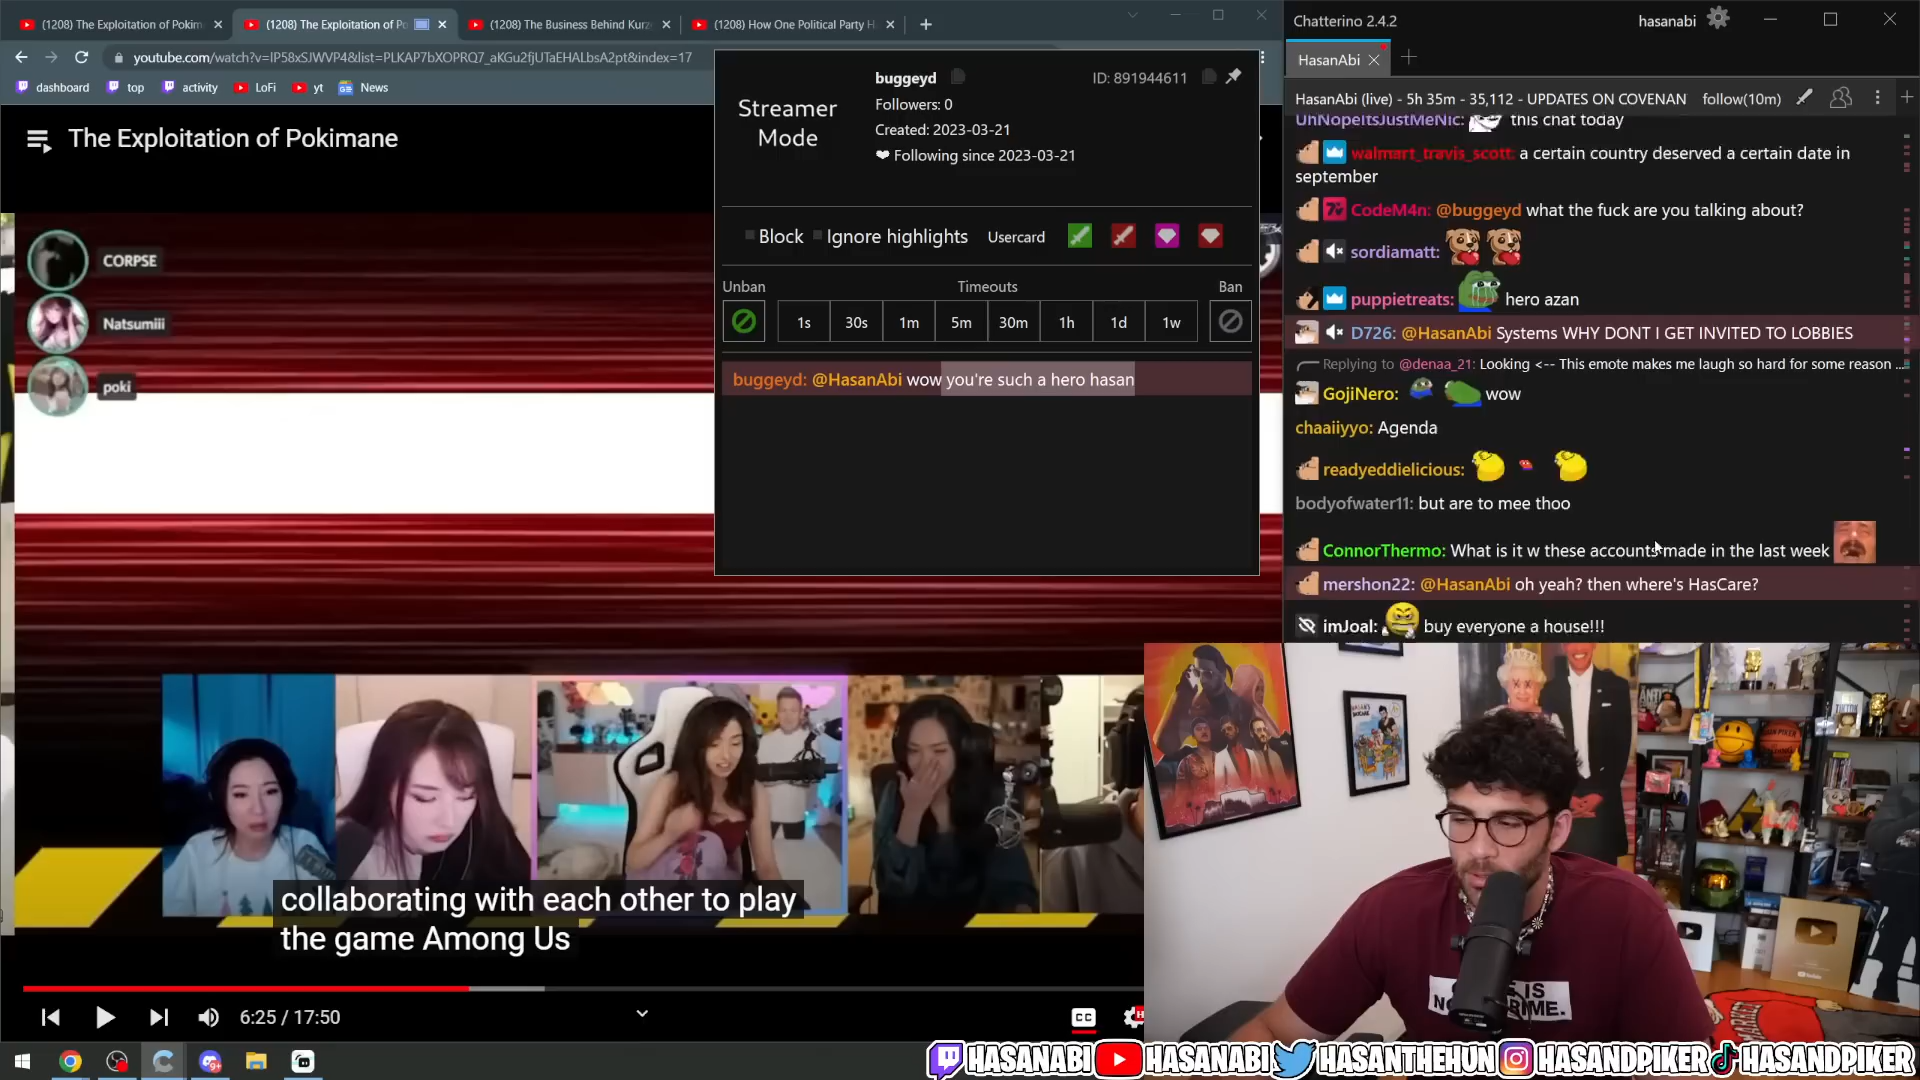 (1208) The Exploitation of Pokim
(1208) The Exploitation of Po
(1208) The Business Behind Kurz
(1208) How One Political Party H
youtube.com/watch?v=IP58xSJWVP4&list=PLKAP7bXOPRQ7_aKGu2fjUTaEHALbsA2pt&index=17
dashboard
top
activity
LoFi
yt
News
The Exploitation of Pokimane
CORPSE
Natsumiii
poki
collaborating with each other to play
the game Among Us
6:25 / 17:50
CC
Streamer
Mode
buggeyd
ID: 891944611
Followers: 0
Created: 2023-03-21
Following since 2023-03-21
Block
Ignore highlights
Usercard
Unban
Timeouts
Ban
1s
30s
1m
5m
30m
1h
1d
1w
buggeyd: @HasanAbi wow you're such a hero hasan
Chatterino 2.4.2
hasanabi
HasanAbi
HasanAbi (live) - 5h 35m - 35,112 - UPDATES ON COVENAN
follow(10m)
UhNopeItsJustMeNic: this chat today
walmart_travis_scott: a certain country deserved a certain date in
september
CodeM4n: @buggeyd what the fuck are you talking about?
sordiamatt:
puppietreats: hero azan
D726: @HasanAbi Systems WHY DONT I GET INVITED TO LOBBIES
Replying to @denaa_21: Looking <-- This emote makes me laugh so hard for some reason ...
GojiNero: wow
chaaiiyyo: Agenda
readyeddielicious:
bodyofwater11: but are to mee thoo
ConnorThermo: What is it w these accounts made in the last week
mershon22: @HasanAbi oh yeah? then where's HasCare?
imJoal: buy everyone a house!!!
HASANABI
HASANABI
HASANTHEHUN
HASANDPIKER
HASANDPIKER